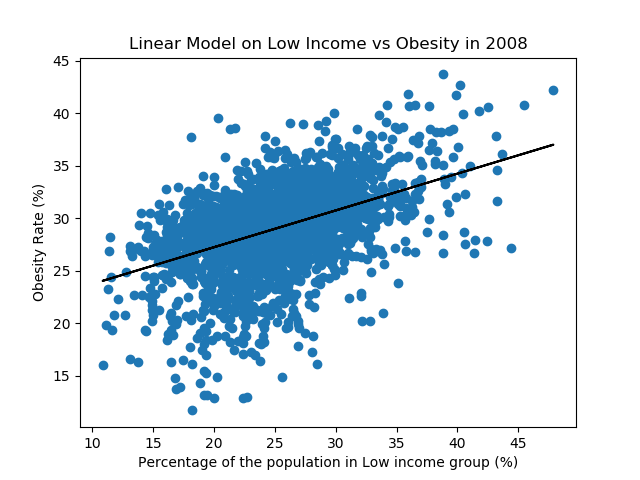 Linear Model on Low Income vs Obesity in 2008
45
40
35
30
25
20
15
Obesity Rate (%)
10 15 20 25 30 35 40 45
Percentage of the population in Low income group (%)